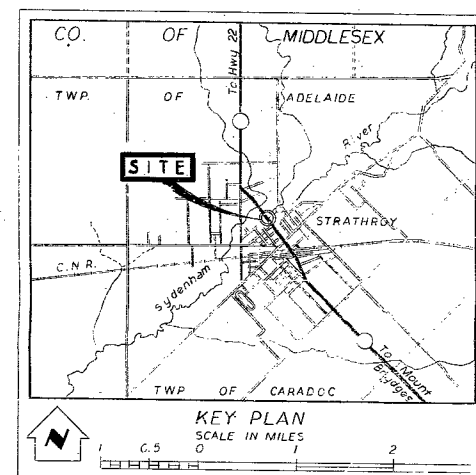 CO. OF MIDDLESEX
To Hwy 22
TWP. OF ADELAIDE
River
SITE
STRATHROY
C.N.R.
Sydenham
To Mount Brydges
TWP OF CARADOC
N
KEY PLAN
SCALE IN MILES
1 0.5 0 1 2